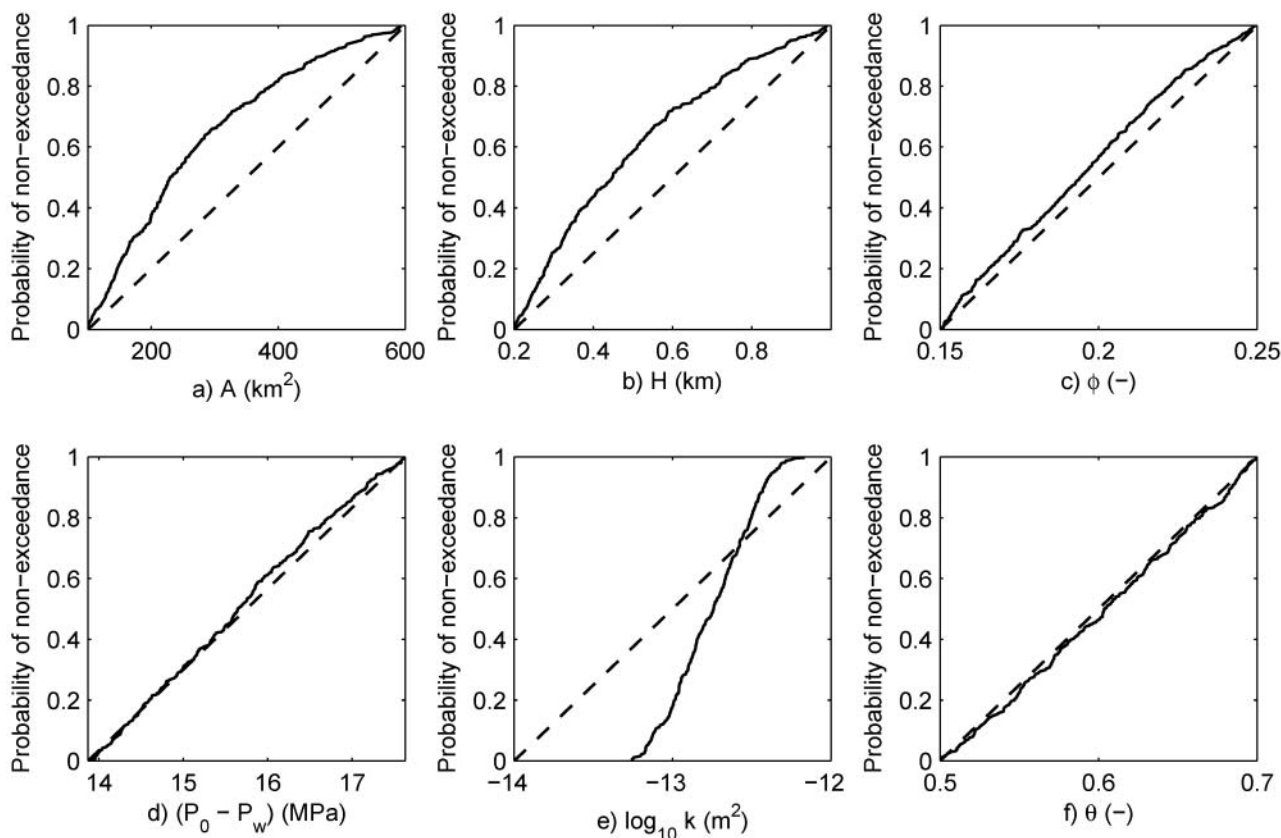 Probability of non−exceedance
1
0.8
0.6
0.4
0.2
0
200 400 600
a) A (km²)
Probability of non−exceedance
1
0.8
0.6
0.4
0.2
0
0.2 0.4 0.6 0.8
b) H (km)
Probability of non−exceedance
1
0.8
0.6
0.4
0.2
0
0.15 0.2 0.25
c) ϕ (−)
Probability of non−exceedance
1
0.8
0.6
0.4
0.2
0
14 15 16 17
d) (P₀ − P_w) (MPa)
Probability of non−exceedance
1
0.8
0.6
0.4
0.2
0
−14 −13 −12
e) log₁₀ k (m²)
Probability of non−exceedance
1
0.8
0.6
0.4
0.2
0
0.5 0.6 0.7
f) θ (−)